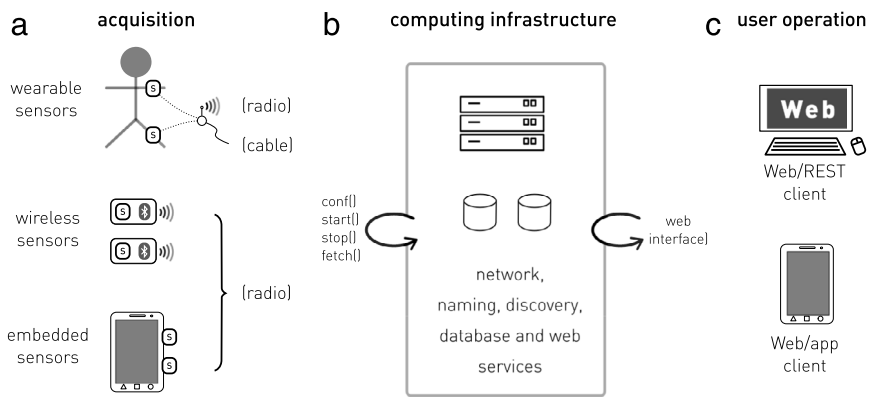 a
acquisition
wearable
sensors
S
S
(radio)
(cable)
wireless
sensors
S
S
(radio)
embedded
sensors
S
S
b
computing infrastructure
conf()
start()
stop()
fetch()
web
interface)
network,
naming, discovery,
database and web
services
c
user operation
Web
Web/REST
client
Web/app
client